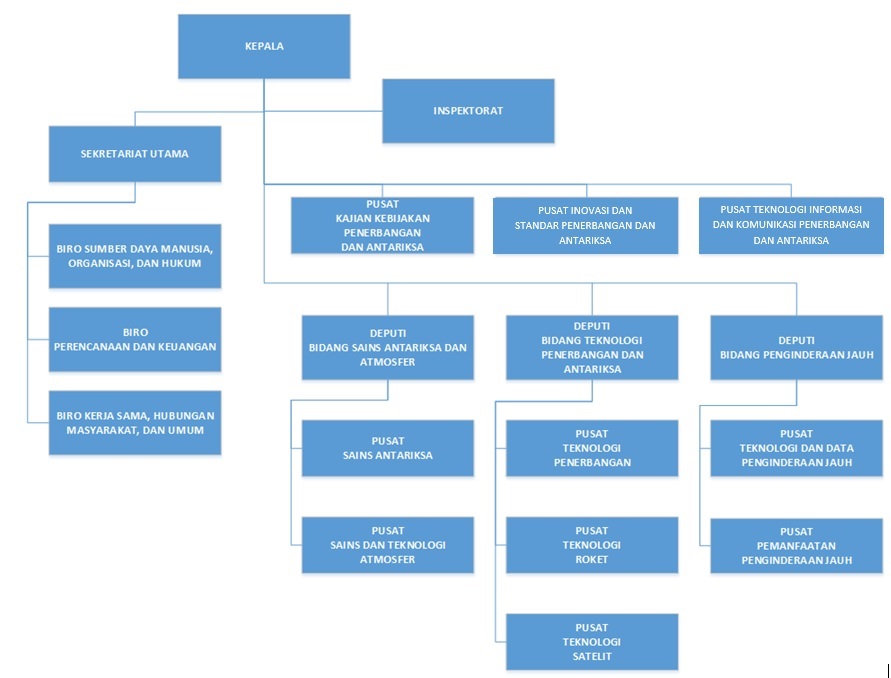 KEPALA
INSPEKTORAT
SEKRETARIAT UTAMA
PUSAT
KAJIAN KEBIJAKAN
PENERBANGAN
DAN ANTARIKSA
PUSAT INOVASI DAN
STANDAR PENERBANGAN DAN
ANTARIKSA
PUSAT TEKNOLOGI INFORMASI
DAN KOMUNIKASI PENERBANGAN
DAN ANTARIKSA
BIRO SUMBER DAYA MANUSIA,
ORGANISASI, DAN HUKUM
BIRO
PERENCANAAN DAN KEUANGAN
BIRO KERJA SAMA, HUBUNGAN
MASYARAKAT, DAN UMUM
DEPUTI
BIDANG SAINS ANTARIKSA DAN
ATMOSFER
DEPUTI
BIDANG TEKNOLOGI
PENERBANGAN DAN
ANTARIKSA
DEPUTI
BIDANG PENGINDERAAN JAUH
PUSAT
SAINS ANTARIKSA
PUSAT
TEKNOLOGI
PENERBANGAN
PUSAT
TEKNOLOGI DAN DATA
PENGINDERAAN JAUH
PUSAT
SAINS DAN TEKNOLOGI
ATMOSFER
PUSAT
TEKNOLOGI
ROKET
PUSAT
PEMANFAATAN
PENGINDERAAN JAUH
PUSAT
TEKNOLOGI
SATELIT